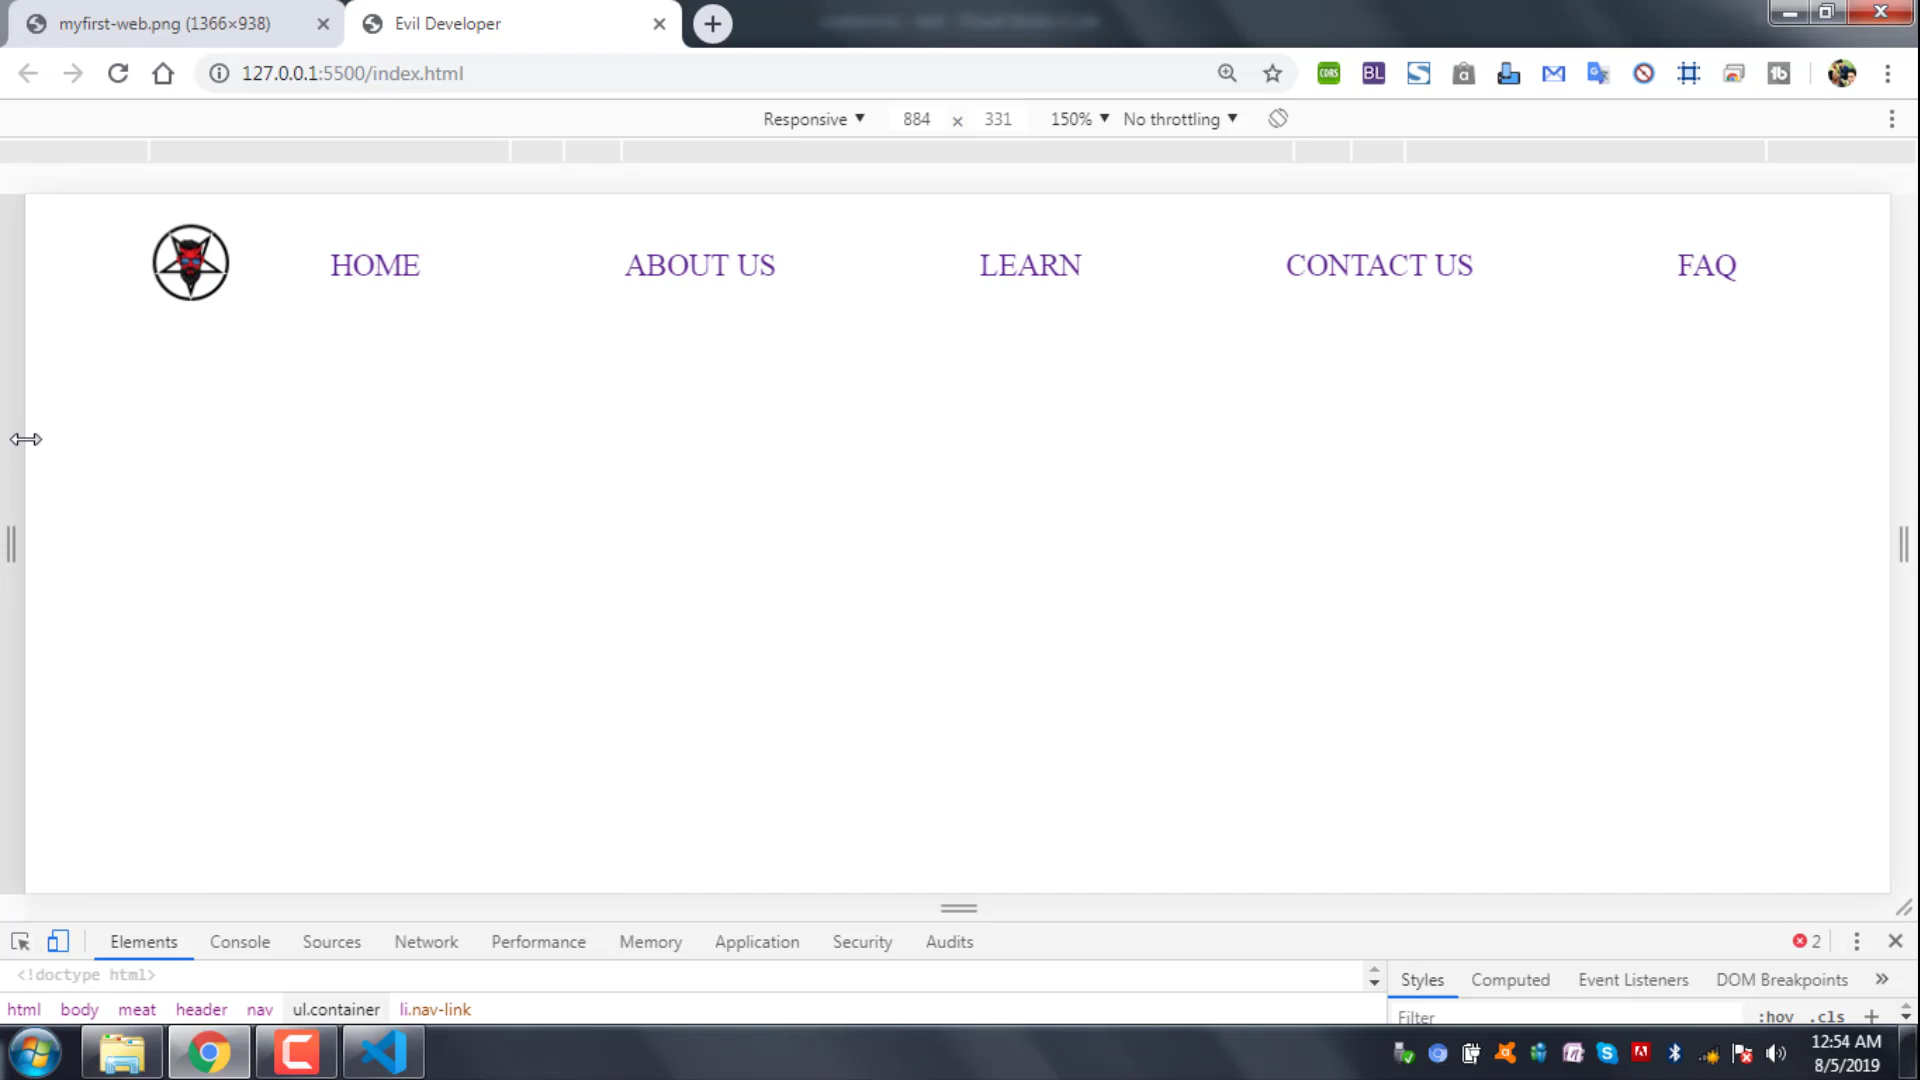 myfirst-web.png (1366×938)
Evil Developer
127.0.0.1:5500/index.html
CORS
BL
Responsive ▼ 884 × 331 150% ▼ No throttling ▼
HOME ABOUT US LEARN CONTACT US FAQ
Elements Console Sources Network Performance Memory Application Security Audits 2
<!doctype html>
Styles Computed Event Listeners DOM Breakpoints »
html body meat header nav ul.container li.nav-link
Filter :hov .cls +
12:54 AM
8/5/2019